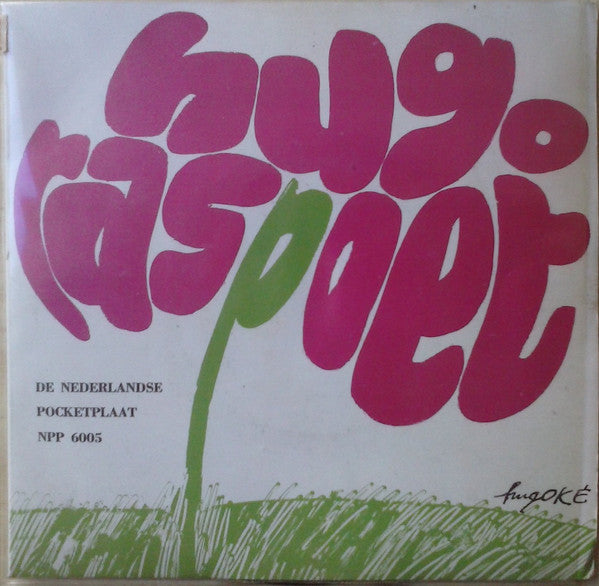 hugo
raspoet
DE NEDERLANDSE
POCKETPLAAT
NPP 6005
hugOKÉ